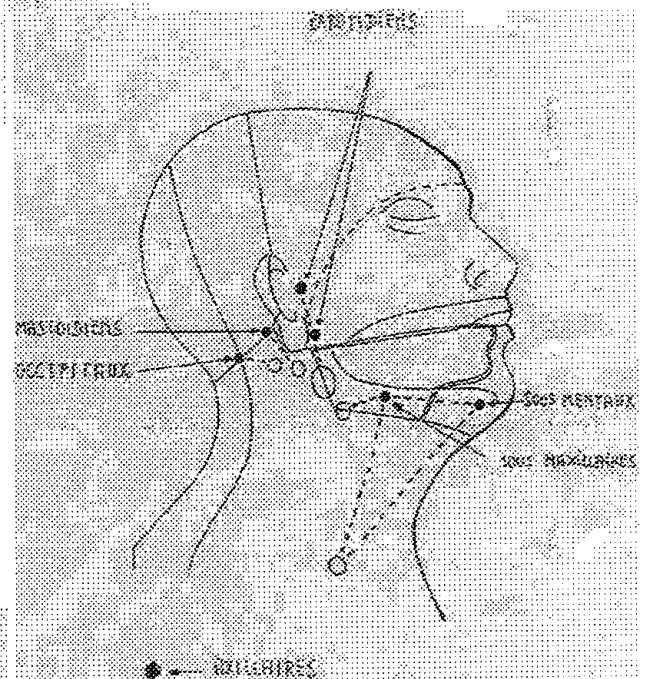 PAROTIDIENS
MASTOIDIENS
OCCIPITAUX
SOUS MENTAUX
SOUS MAXILLAIRES
AXILLAIRES